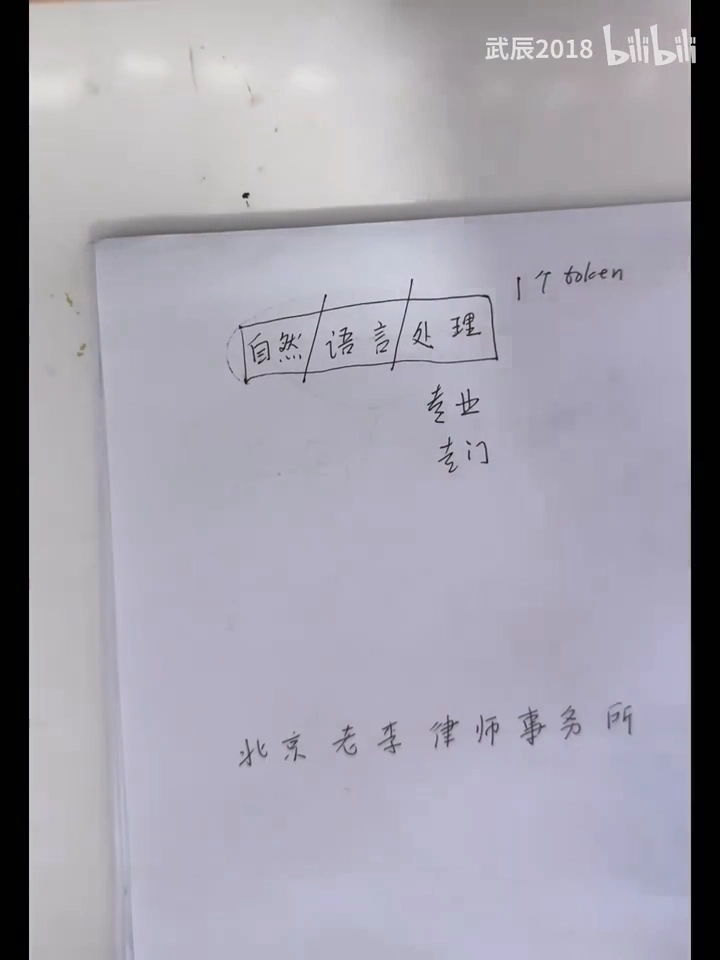 武辰2018 bilibili
1个token
自然/语言/处理
专业
专门
北京老李律师事务所